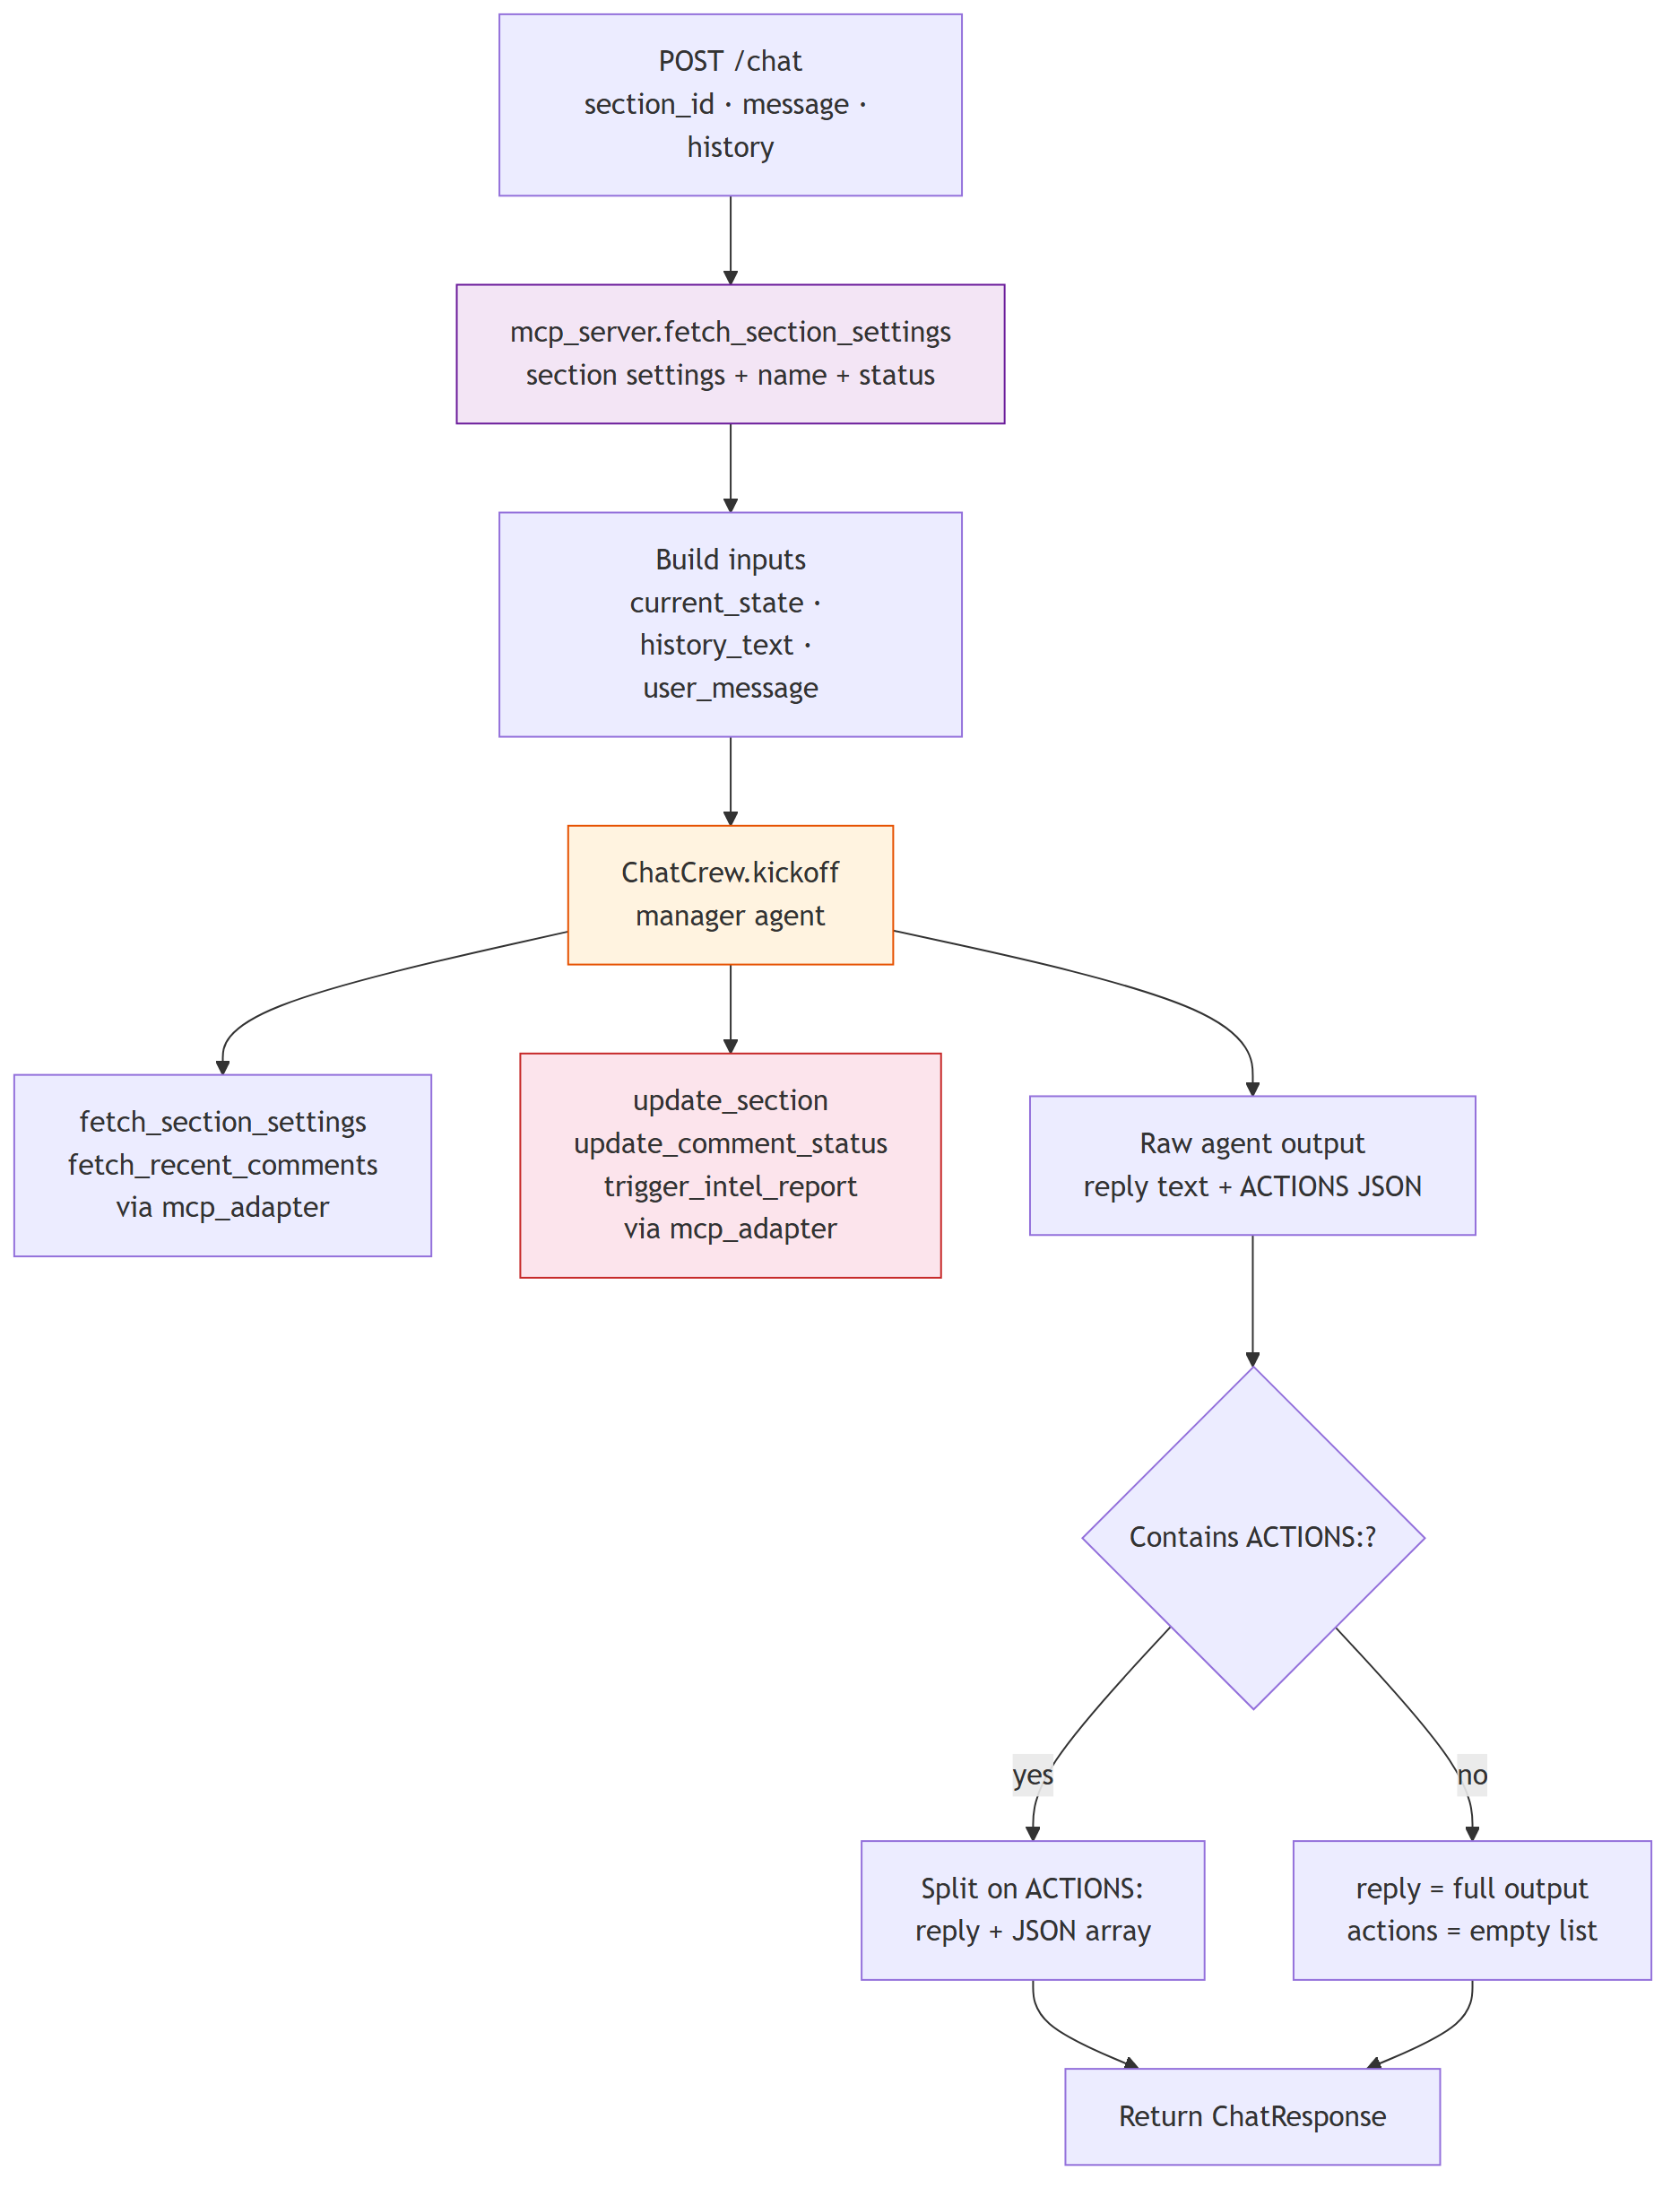 POST /chat
section_id · message ·
history
mcp_server.fetch_section_settings
section settings + name + status
Build inputs
current_state ·
history_text ·
user_message
ChatCrew.kickoff
manager agent
fetch_section_settings
fetch_recent_comments
via mcp_adapter
update_section
update_comment_status
trigger_intel_report
via mcp_adapter
Raw agent output
reply text + ACTIONS JSON
Contains ACTIONS:?
yes
no
Split on ACTIONS:
reply + JSON array
reply = full output
actions = empty list
Return ChatResponse